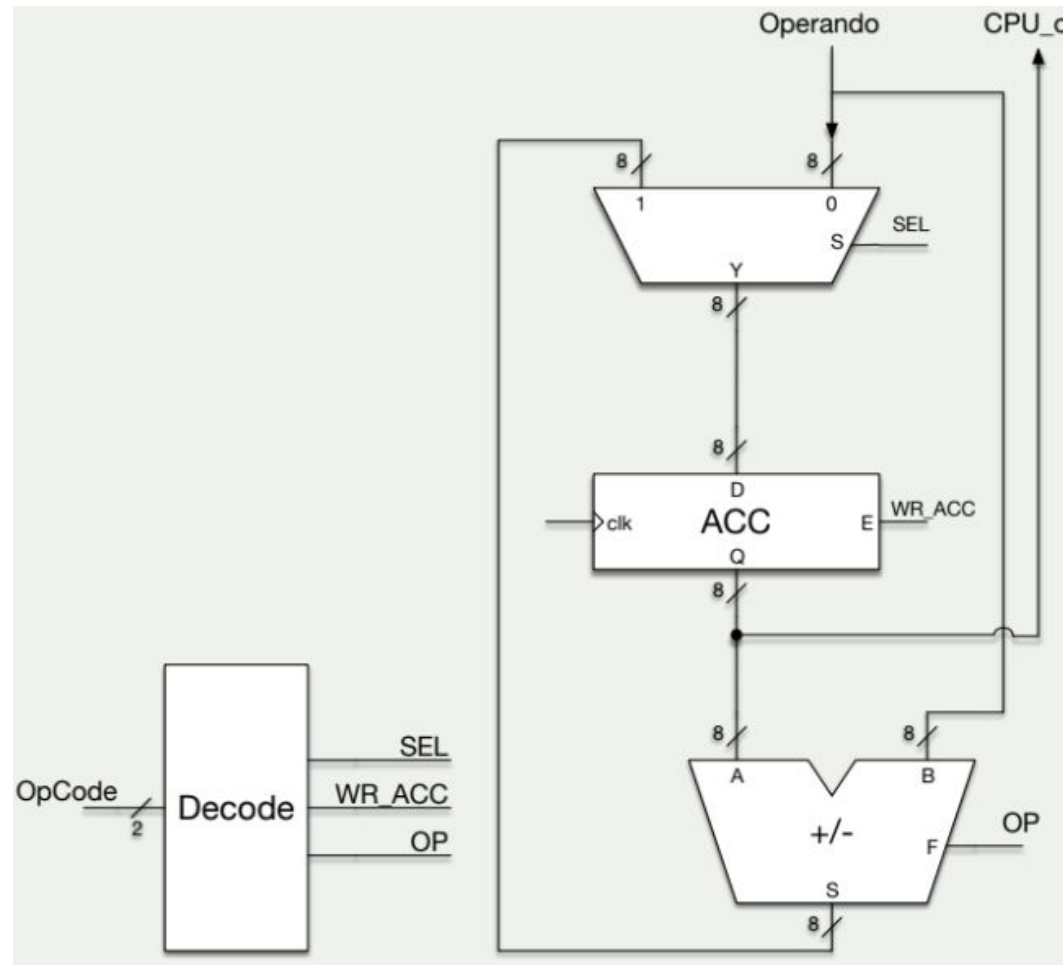 Operando
CPU_o
8
8
1
0
S
SEL
Y
8
8
D
clk
ACC
E
WR_ACC
Q
8
8
8
A
B
+/-
F
OP
S
8
OpCode
2
Decode
SEL
WR_ACC
OP